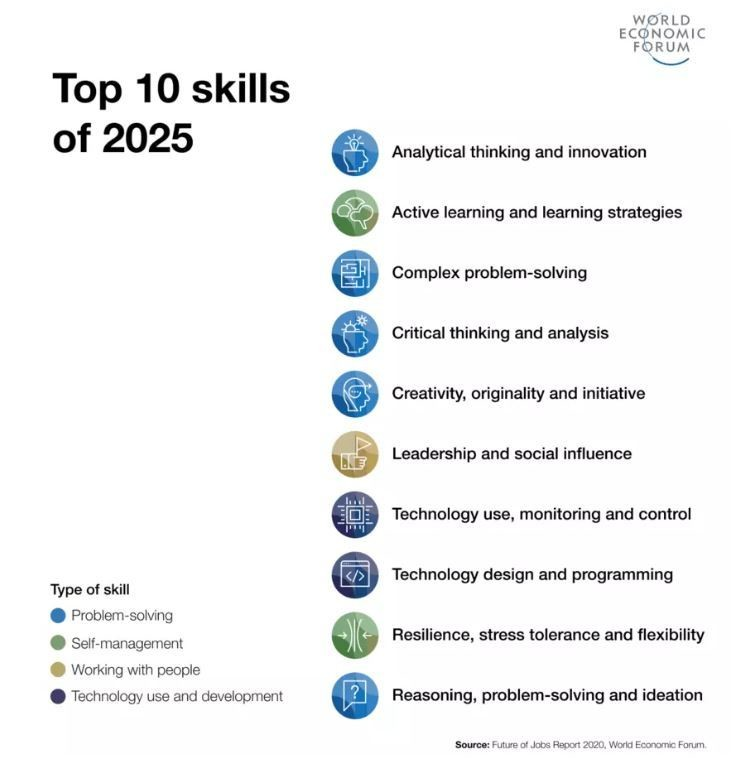 WORLD
ECONOMIC
FORUM
Top 10 skills
of 2025
Analytical thinking and innovation
Active learning and learning strategies
Complex problem-solving
Critical thinking and analysis
Creativity, originality and initiative
Leadership and social influence
Technology use, monitoring and control
Technology design and programming
Resilience, stress tolerance and flexibility
Reasoning, problem-solving and ideation
Type of skill
Problem-solving
Self-management
Working with people
Technology use and development
Source: Future of Jobs Report 2020, World Economic Forum.